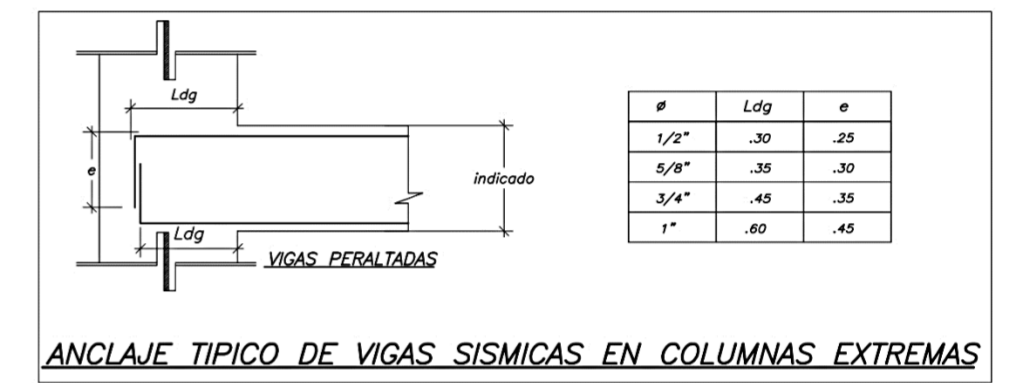 Ldg
e
indicado
Ldg
VIGAS PERALTADAS
ø Ldg e
1/2" .30 .25
5/8" .35 .30
3/4" .45 .35
1" .60 .45
ANCLAJE TIPICO DE VIGAS SISMICAS EN COLUMNAS EXTREMAS